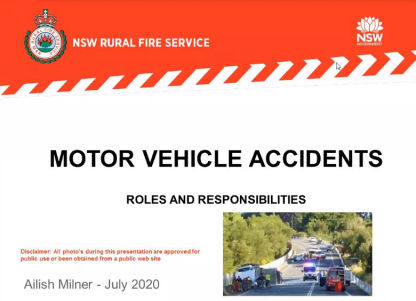 NSW RURAL FIRE SERVICE
NSW
GOVERNMENT
MOTOR VEHICLE ACCIDENTS
ROLES AND RESPONSIBILITIES
Disclaimer: All photo's during this presentation are approved for
public use or been obtained from a public web site
Ailish Milner - July 2020